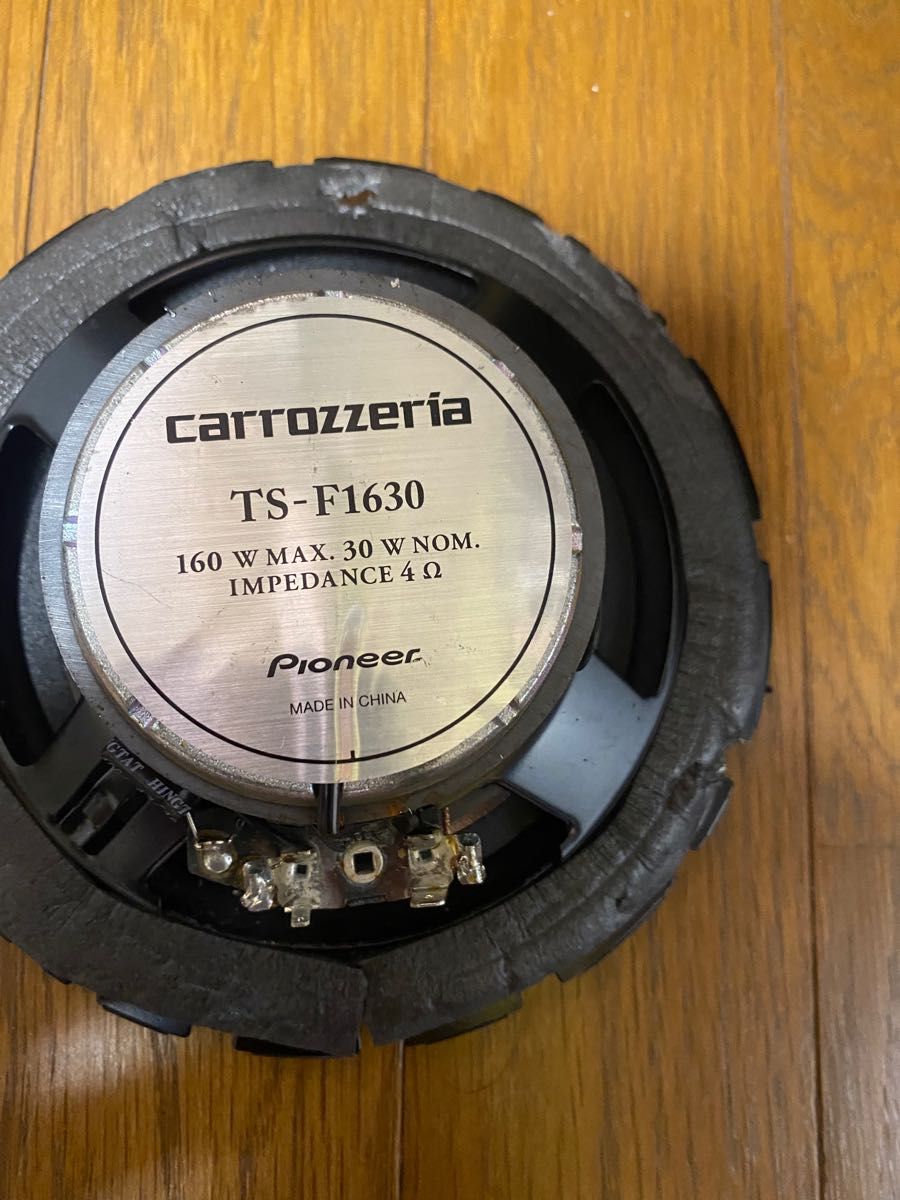 carrozzeria
TS-F1630
160 W MAX. 30 W NOM.
IMPEDANCE 4 Ω
Pioneer
MADE IN CHINA